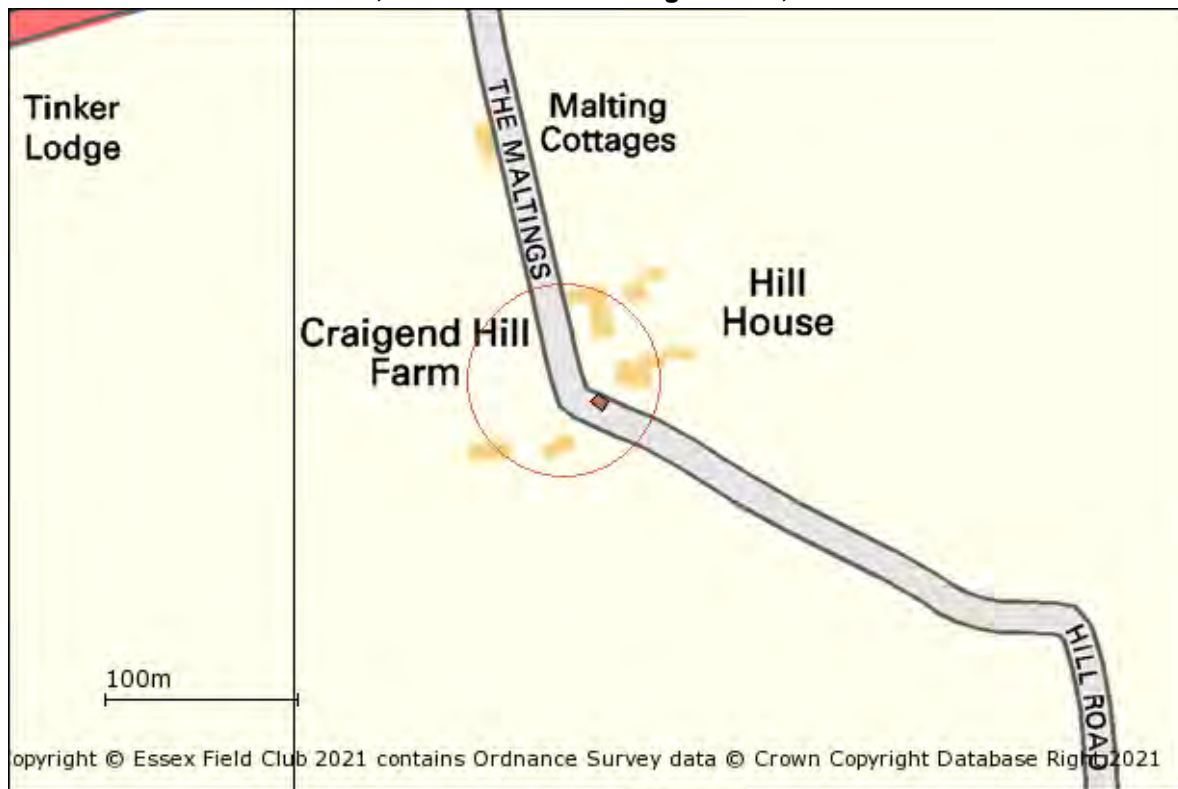 Tinker
Lodge
THE MALTINGS
Malting
Cottages
Hill
House
Craigend Hill
Farm
HILL ROAD
100m
opyright © Essex Field Club 2021 contains Ordnance Survey data © Crown Copyright Database Right 2021